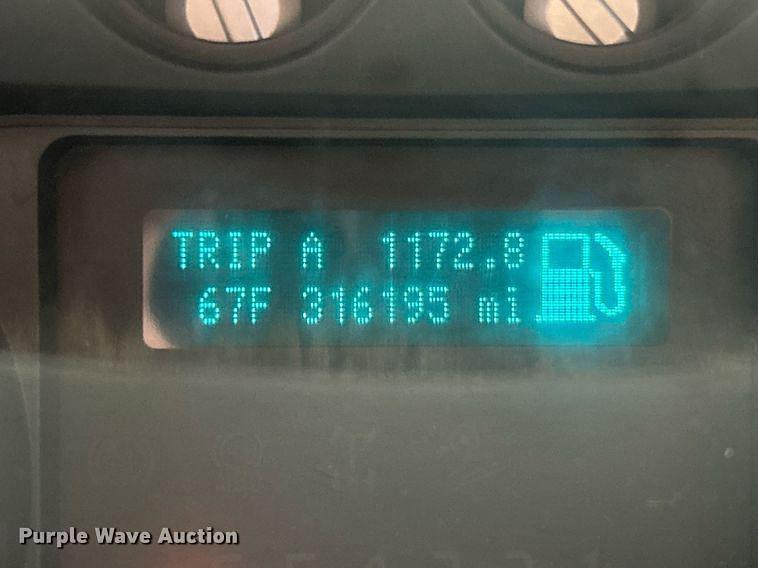 TRIP A 1172.8
67F 316195 mi
Purple Wave Auction